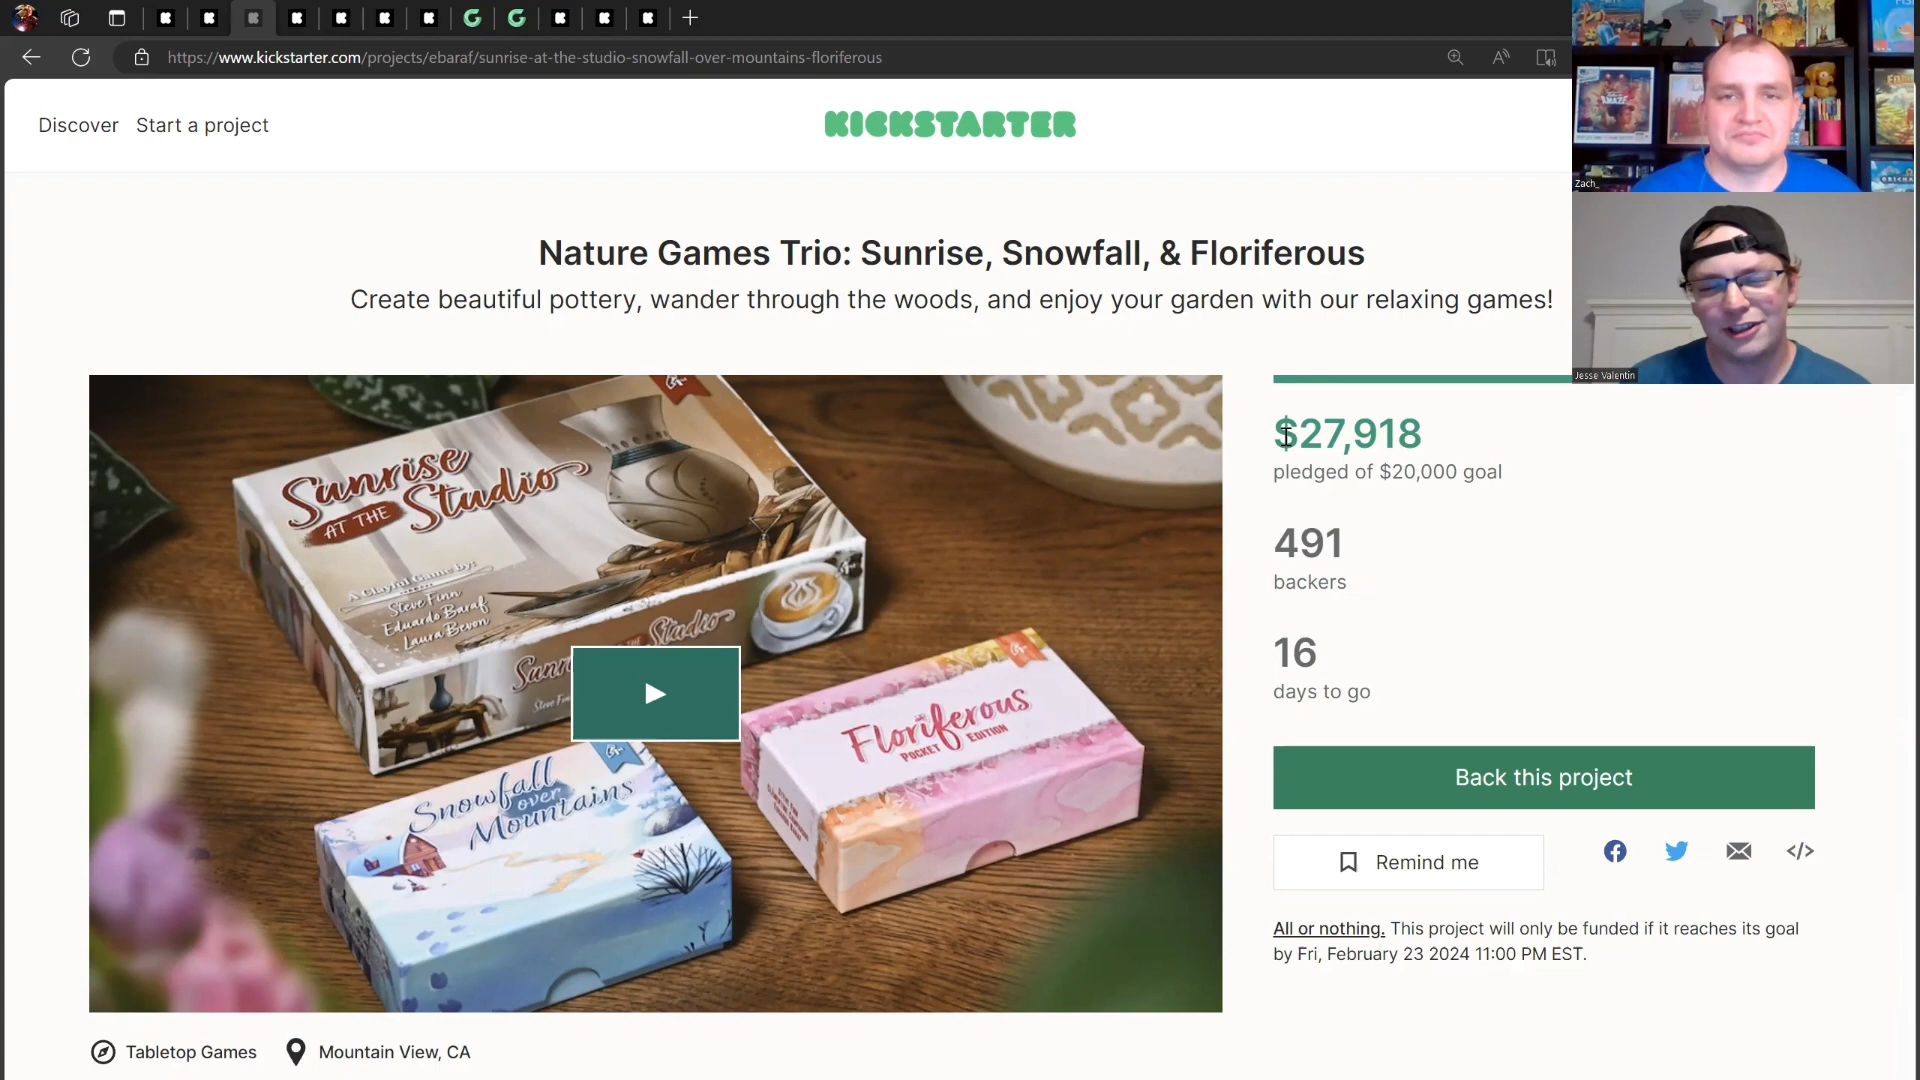 https://www.kickstarter.com/projects/ebaraf/sunrise-at-the-studio-snowfall-over-mountains-floriferous
Discover Start a project
KICKSTARTER
Zach_
Nature Games Trio: Sunrise, Snowfall, & Floriferous
Create beautiful pottery, wander through the woods, and enjoy your garden with our relaxing games!
Jesse Valentin
Sunrise
AT THE Studio
A Clayful Game by:
Steve Finn
Eduardo Baraf
Laura Bevon
Studio
Floriferous
POCKET EDITION
Snowfall
over
Mountains
$27,918
pledged of $20,000 goal
491
backers
16
days to go
Back this project
Remind me
All or nothing. This project will only be funded if it reaches its goal
by Fri, February 23 2024 11:00 PM EST.
Tabletop Games Mountain View, CA